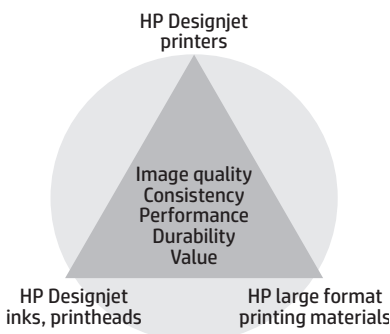 HP Designjet
printers
Image quality
Consistency
Performance
Durability
Value
HP Designjet
inks, printheads
HP large format
printing materials